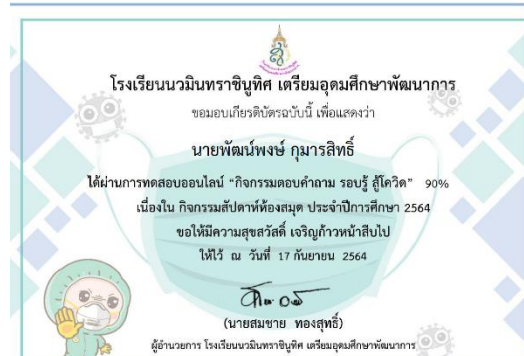 โรงเรียนนวมินทราชินูทิศ เตรียมอุดมศึกษาพัฒนาการ
ขอมอบเกียรติบัตรฉบับนี้ เพื่อแสดงว่า
นายพัฒน์พงษ์ กุมารสิทธิ์
ได้ผ่านการทดสอบออนไลน์ “กิจกรรมตอบคำถาม รอบรู้ สู้โควิด” 90%
เนื่องใน กิจกรรมสัปดาห์ห้องสมุด ประจำปีการศึกษา 2564
ขอให้มีความสุขสวัสดิ์ เจริญก้าวหน้าสืบไป
ให้ไว้ ณ วันที่ 17 กันยายน 2564
(นายสมชาย ทองสุทธิ์)
ผู้อำนวยการ โรงเรียนนวมินทราชินูทิศ เตรียมอุดมศึกษาพัฒนาการ